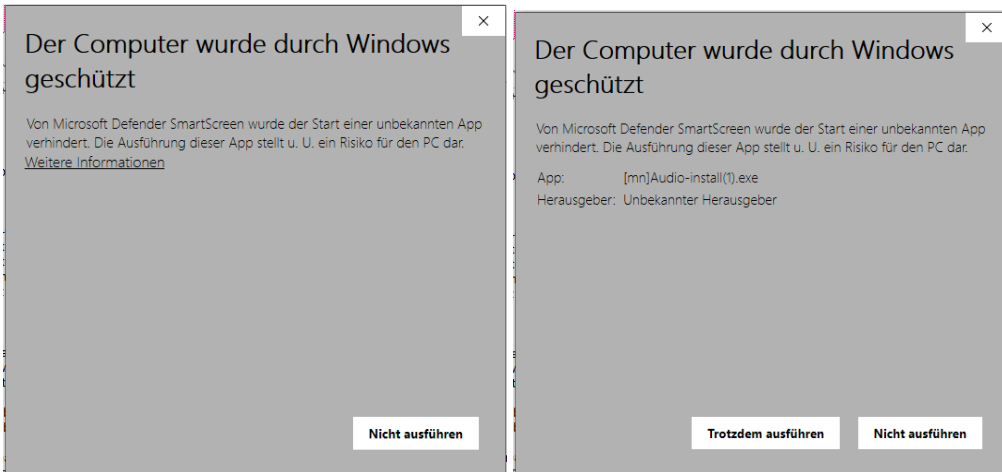 Der Computer wurde durch Windows
geschützt
Von Microsoft Defender SmartScreen wurde der Start einer unbekannten App
verhindert. Die Ausführung dieser App stellt u. U. ein Risiko für den PC dar.
Weitere Informationen
Nicht ausführen
Der Computer wurde durch Windows
geschützt
Von Microsoft Defender SmartScreen wurde der Start einer unbekannten App
verhindert. Die Ausführung dieser App stellt u. U. ein Risiko für den PC dar.
App: [mn]Audio-install(1).exe
Herausgeber: Unbekannter Herausgeber
Trotzdem ausführen Nicht ausführen